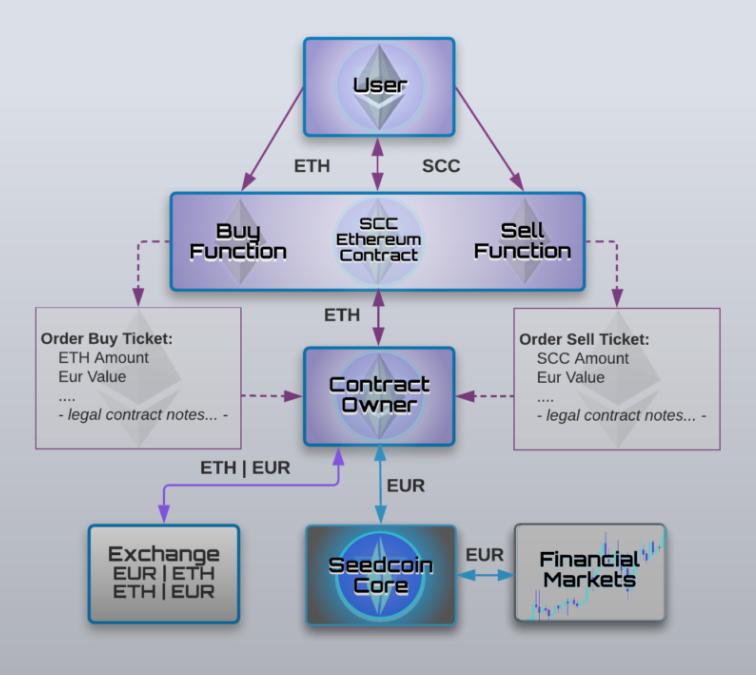 User
ETH
SCC
Buy
Function
SCC
Ethereum
Contract
Sell
Function
ETH
Order Buy Ticket:
ETH Amount
Eur Value
....
- legal contract notes... -
Order Sell Ticket:
SCC Amount
Eur Value
....
- legal contract notes... -
Contract
Owner
ETH | EUR
EUR
Exchange
EUR | ETH
ETH | EUR
Seedcoin
Core
EUR
Financial
Markets